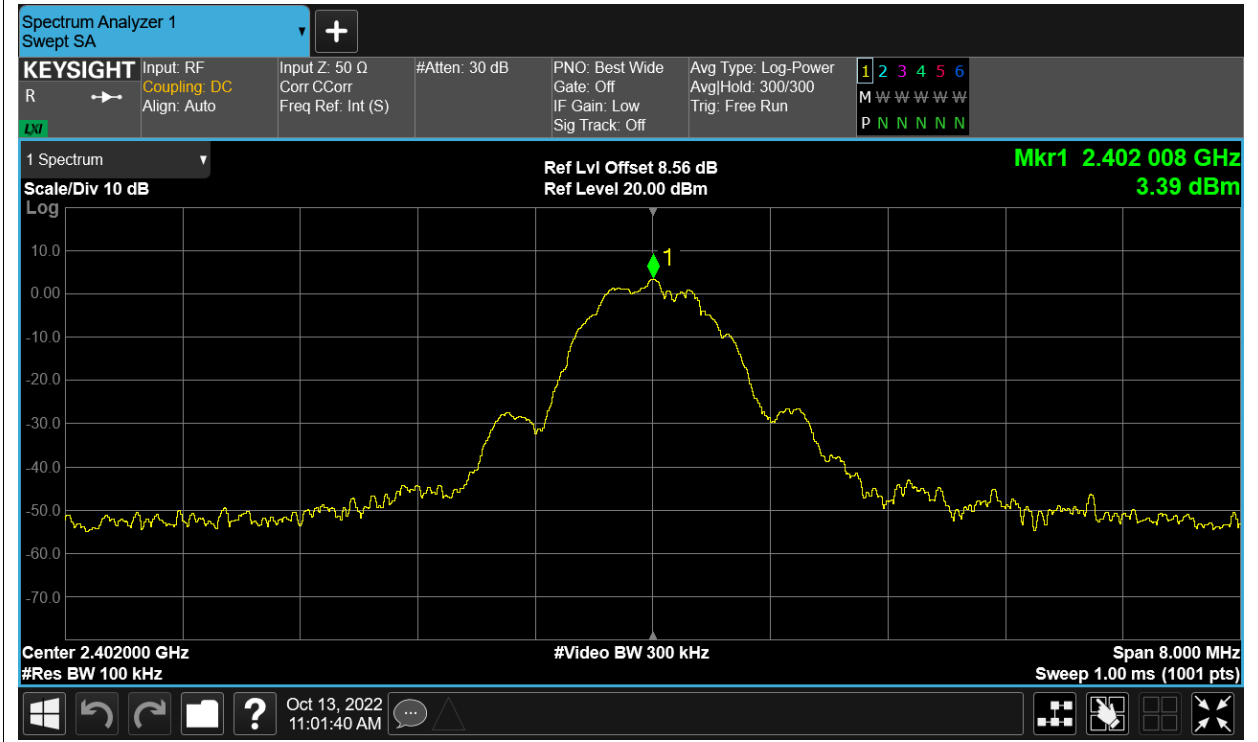 Spectrum Analyzer 1
Swept SA
KEYSIGHT
R
LXI
Input: RF
Coupling: DC
Align: Auto
Input Z: 50 Ω
Corr CCorr
Freq Ref: Int (S)
#Atten: 30 dB
PNO: Best Wide
Gate: Off
IF Gain: Low
Sig Track: Off
Avg Type: Log-Power
Avg|Hold: 300/300
Trig: Free Run
1 2 3 4 5 6
M W W W W W
P N N N N N
1 Spectrum
Scale/Div 10 dB
Log
Ref Lvl Offset 8.56 dB
Ref Level 20.00 dBm
Mkr1 2.402 008 GHz
3.39 dBm
1
10.0
0.00
-10.0
-20.0
-30.0
-40.0
-50.0
-60.0
-70.0
Center 2.402000 GHz
#Video BW 300 kHz
Span 8.000 MHz
#Res BW 100 kHz
Sweep 1.00 ms (1001 pts)
?
Oct 13, 2022
11:01:40 AM